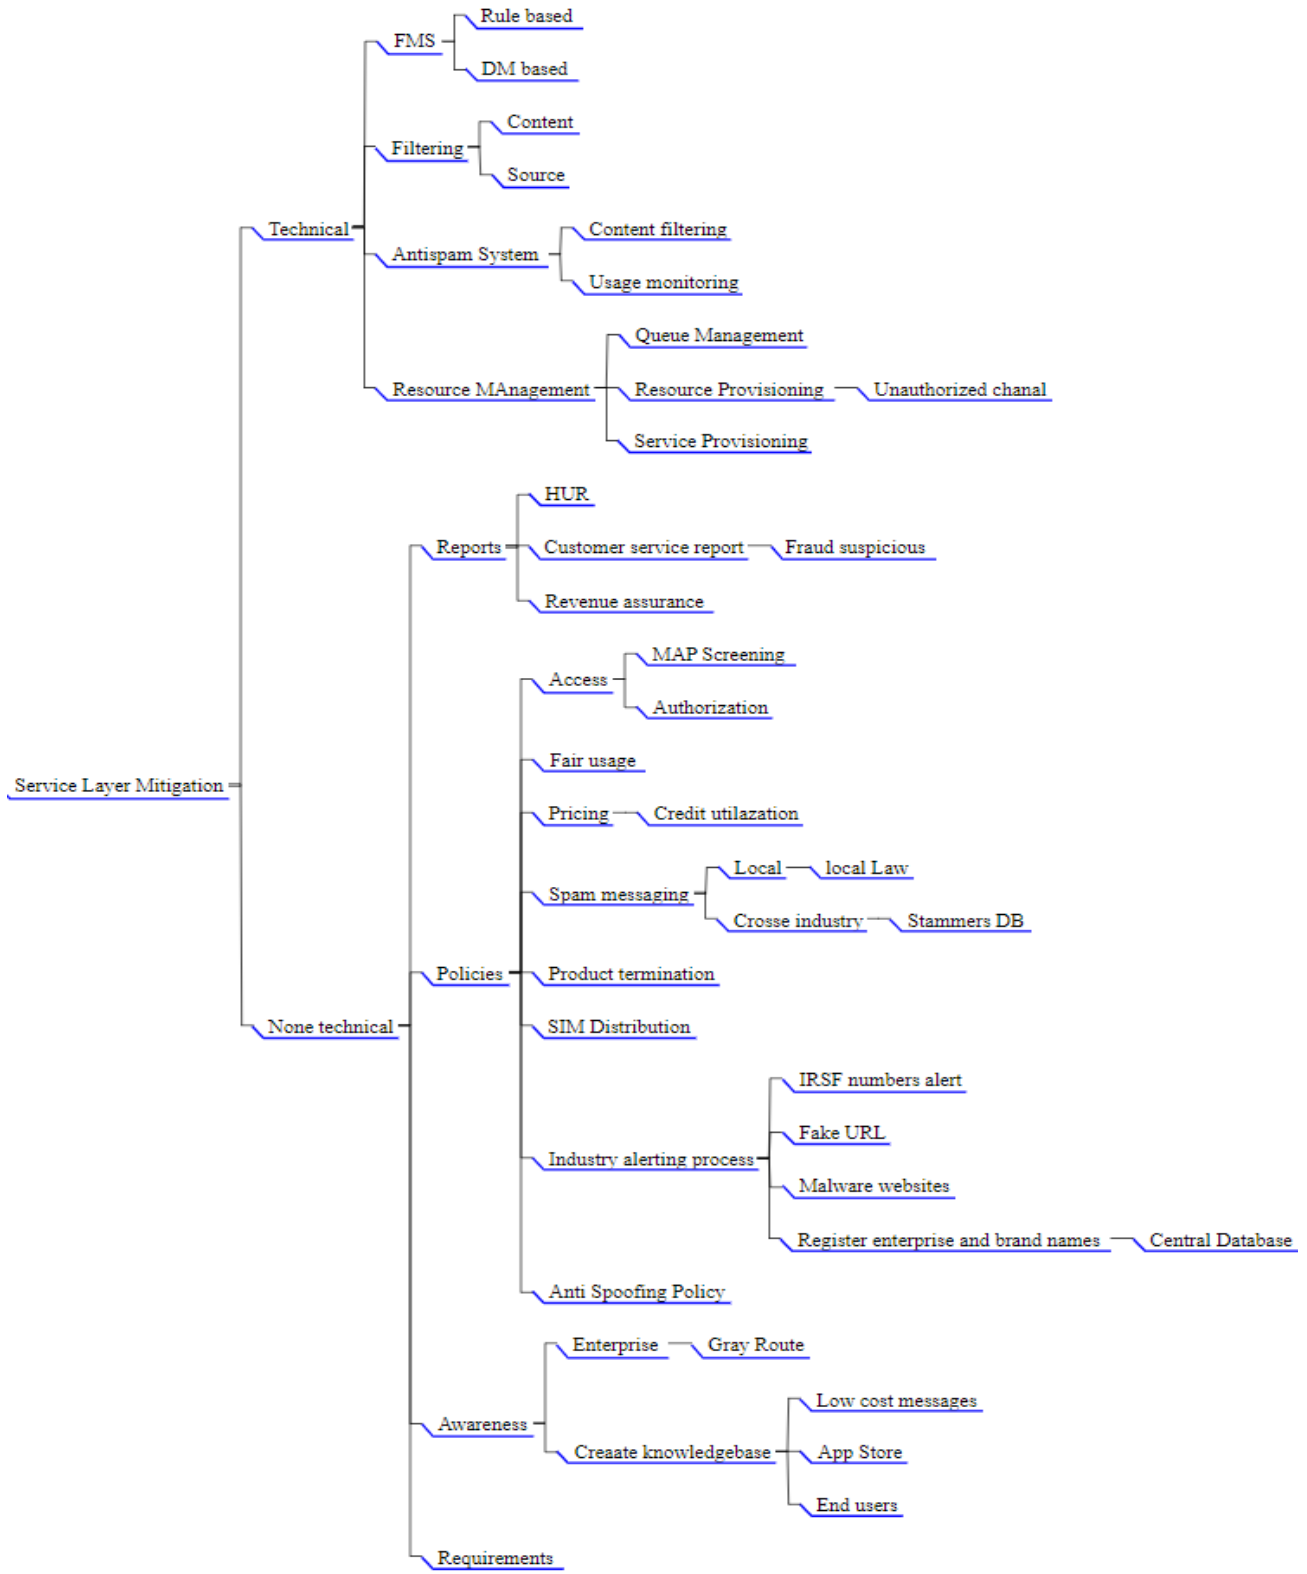 Rule based
FMS
DM based
Content
Filtering
Source
Technical
Content filtering
Antispam System
Usage monitoring
Queue Management
Resource MAnagement
Resource Provisioning
Unauthorized chanal
Service Provisioning
HUR
Reports
Customer service report
Fraud suspicious
Revenue assurance
MAP Screening
Access
Authorization
Fair usage
Service Layer Mitigation
Pricing
Credit utilazation
Local
local Law
Spam messaging
Crosse industry
Stammers DB
Policies
Product termination
None technical
SIM Distribution
IRSF numbers alert
Fake URL
Industry alerting process
Malware websites
Register enterprise and brand names
Central Database
Anti Spoofing Policy
Enterprise
Gray Route
Low cost messages
Awareness
Creaate knowledgebase
App Store
End users
Requirements